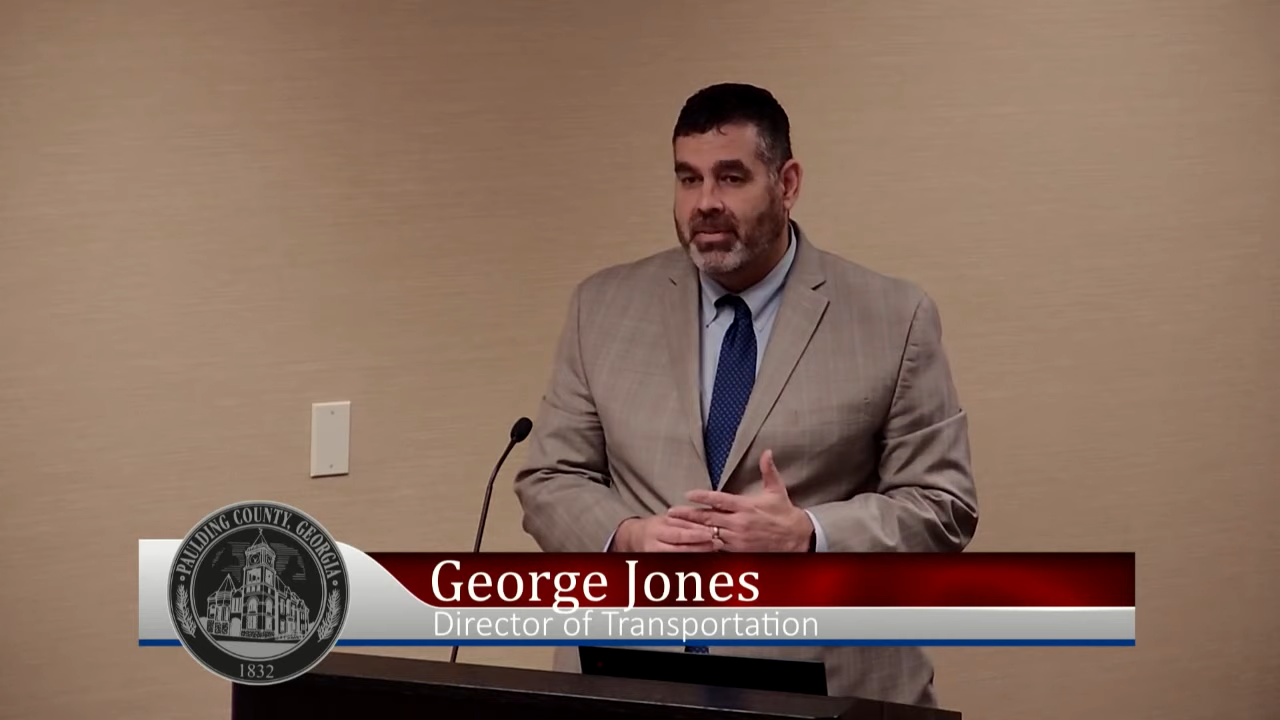 PAULDING COUNTY, GEORGIA
1832
George Jones
Director of Transportation